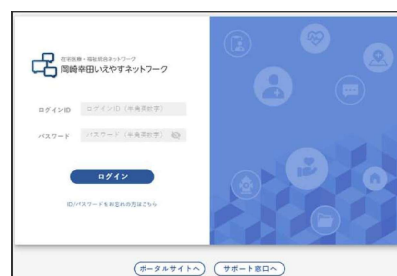 在宅医療・福祉統合ネットワーク
岡崎幸田いえやすネットワーク
ログインID
ログインID（半角英数字）
パスワード
パスワード（半角英数字）
ログイン
ID/パスワードをお忘れの方はこちら
ポータルサイトへ
サポート窓口へ